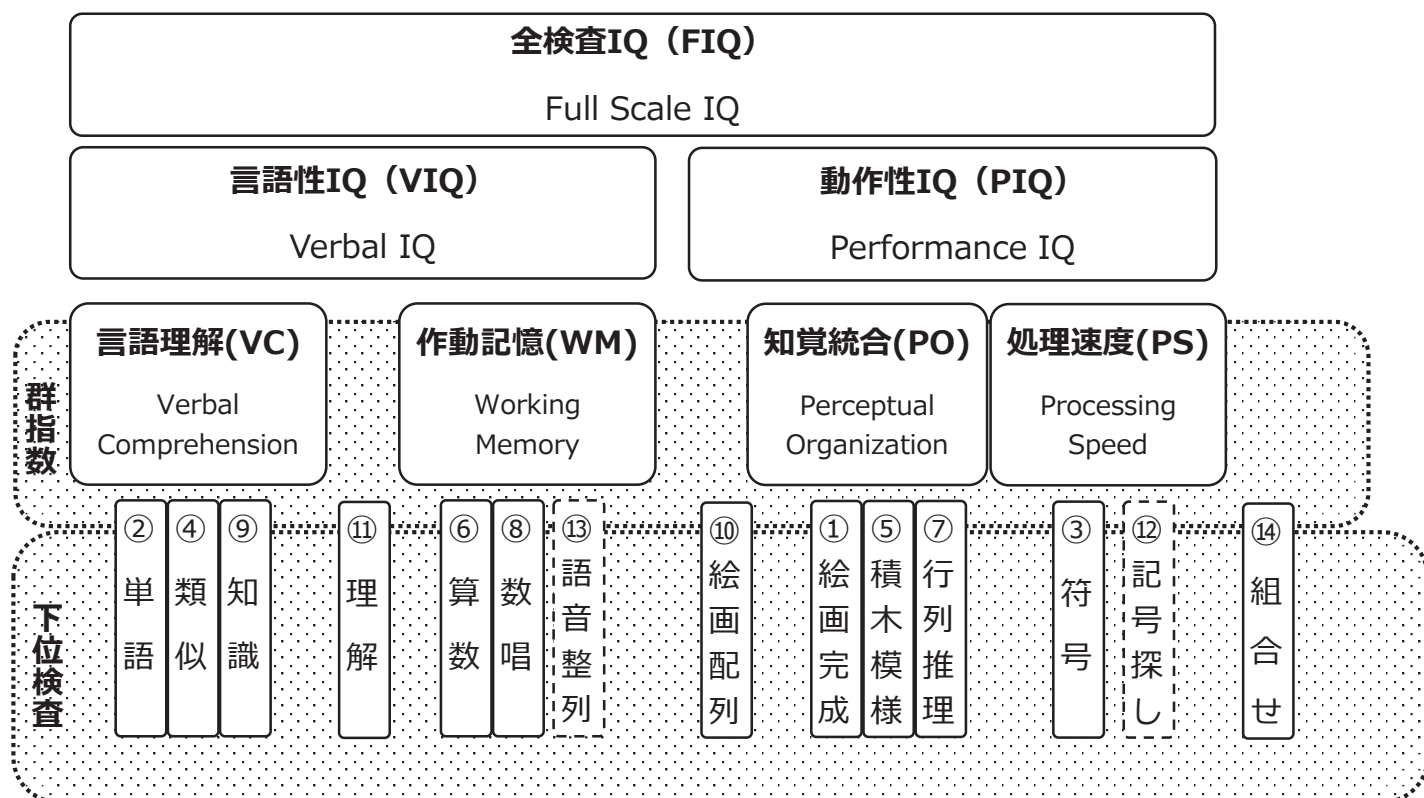 全検査IQ（FIQ）
Full Scale IQ
言語性IQ（VIQ）
Verbal IQ
動作性IQ（PIQ）
Performance IQ
群指数
言語理解(VC)
Verbal
Comprehension
作動記憶(WM)
Working
Memory
知覚統合(PO)
Perceptual
Organization
処理速度(PS)
Processing
Speed
下位検査
②単語
④類似
⑨知識
⑪理解
⑥算数
⑧数唱
⑬語音整列
⑩絵画配列
①絵画完成
⑤積木模様
⑦行列推理
③符号
⑫記号探し
⑭組合せ